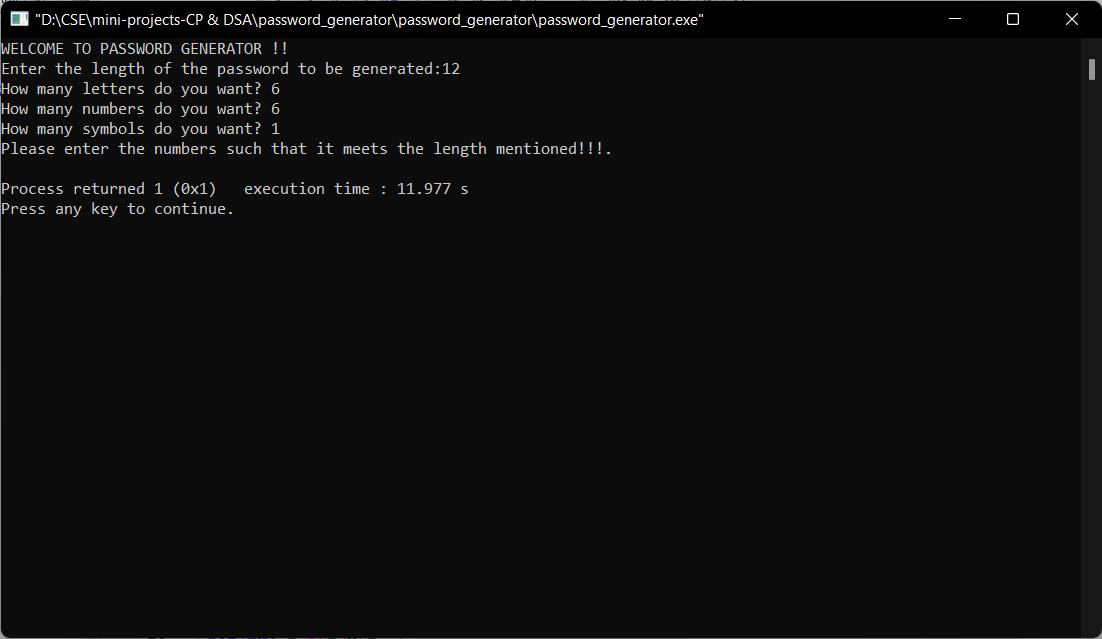 "D:\CSE\mini-projects-CP & DSA\password_generator\password_generator\password_generator.exe"
WELCOME TO PASSWORD GENERATOR !!
Enter the length of the password to be generated:12
How many letters do you want? 6
How many numbers do you want? 6
How many symbols do you want? 1
Please enter the numbers such that it meets the length mentioned!!!.
Process returned 1 (0x1)   execution time : 11.977 s
Press any key to continue.